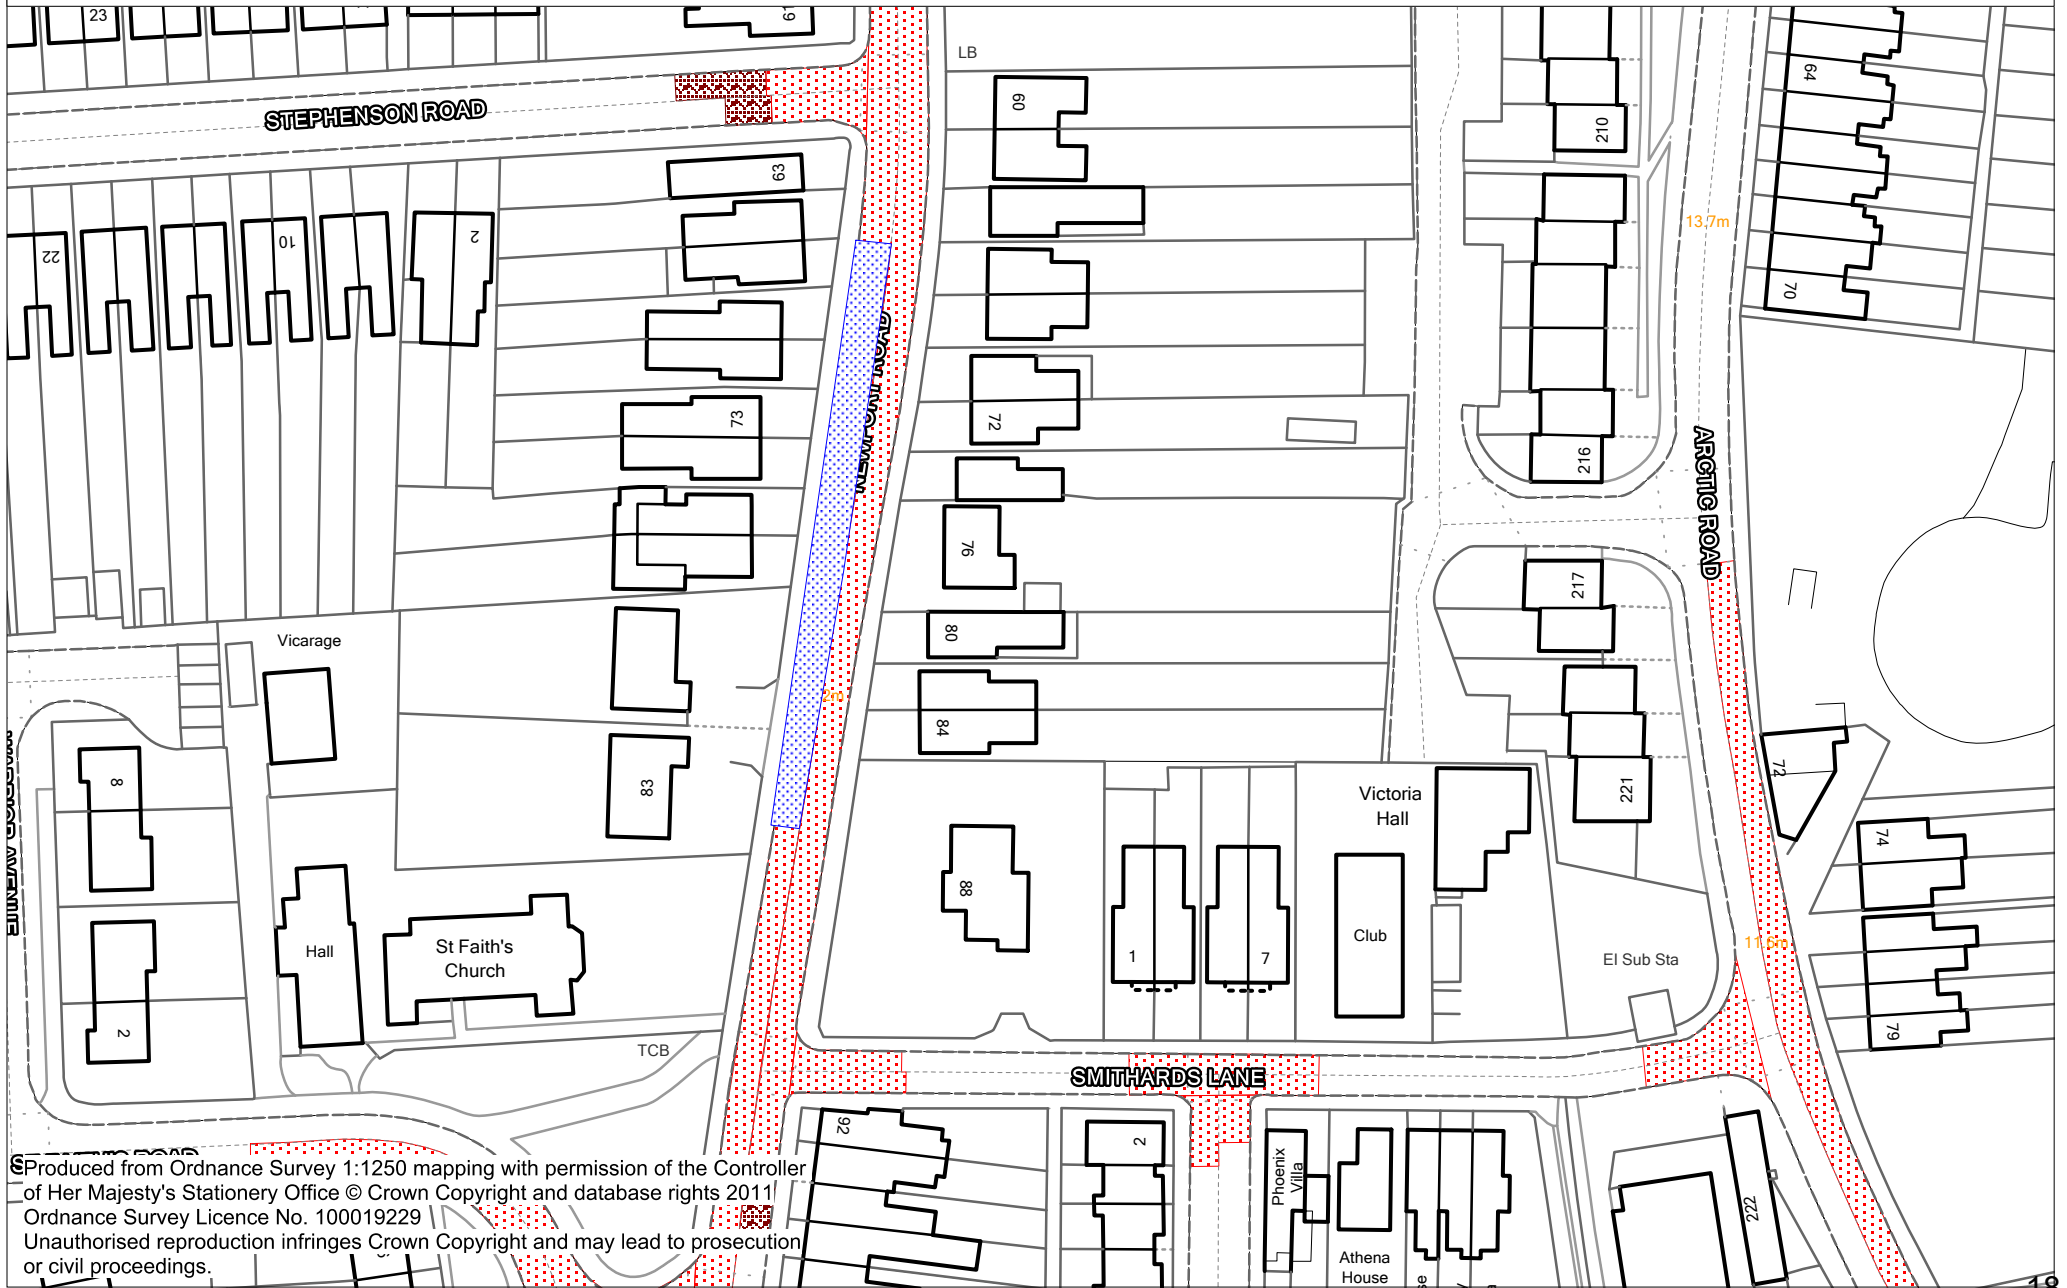 23
61
LB
60
64
210
STEPHENSON ROAD
63
13.7m
22
10
2
70
73
72
216
ARCTIC ROAD
76
217
80
Vicarage
2m
84
72
8
83
221
Victoria
Hall
74
88
Hall
St Faith's
Church
1
7
Club
11.6m
El Sub Sta
2
79
TCB
SMITHARDS LANE
92
2
Phoenix
Villa
222
Athena
House
Produced from Ordnance Survey 1:1250 mapping with permission of the Controller
of Her Majesty's Stationery Office © Crown Copyright and database rights 2011
Ordnance Survey Licence No. 100019229
Unauthorised reproduction infringes Crown Copyright and may lead to prosecution
or civil proceedings.